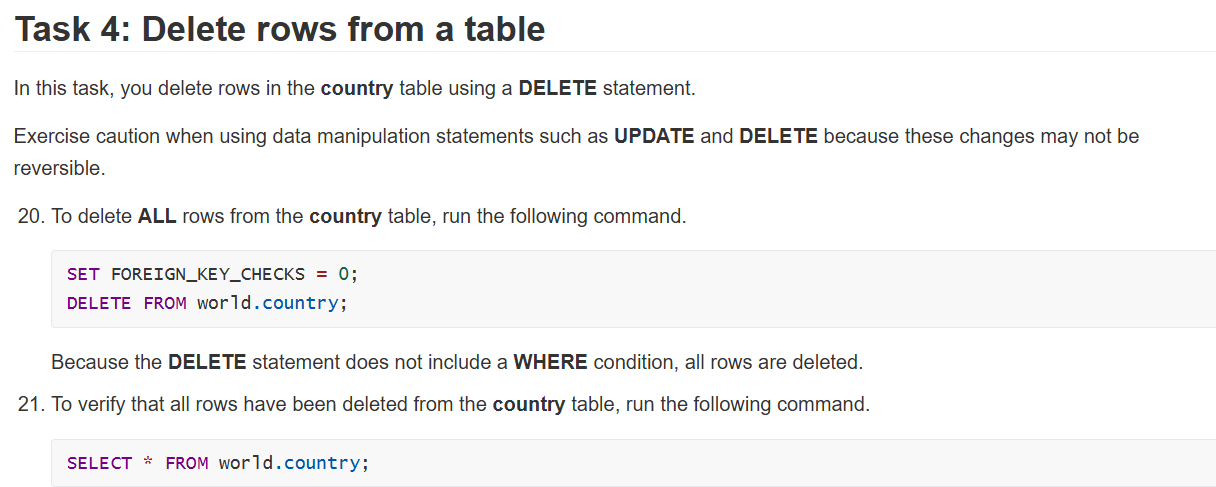 Task 4: Delete rows from a table
In this task, you delete rows in the country table using a DELETE statement.
Exercise caution when using data manipulation statements such as UPDATE and DELETE because these changes may not be
reversible.
20. To delete ALL rows from the country table, run the following command.
SET FOREIGN_KEY_CHECKS = 0;
DELETE FROM world.country;
Because the DELETE statement does not include a WHERE condition, all rows are deleted.
21. To verify that all rows have been deleted from the country table, run the following command.
SELECT * FROM world.country;